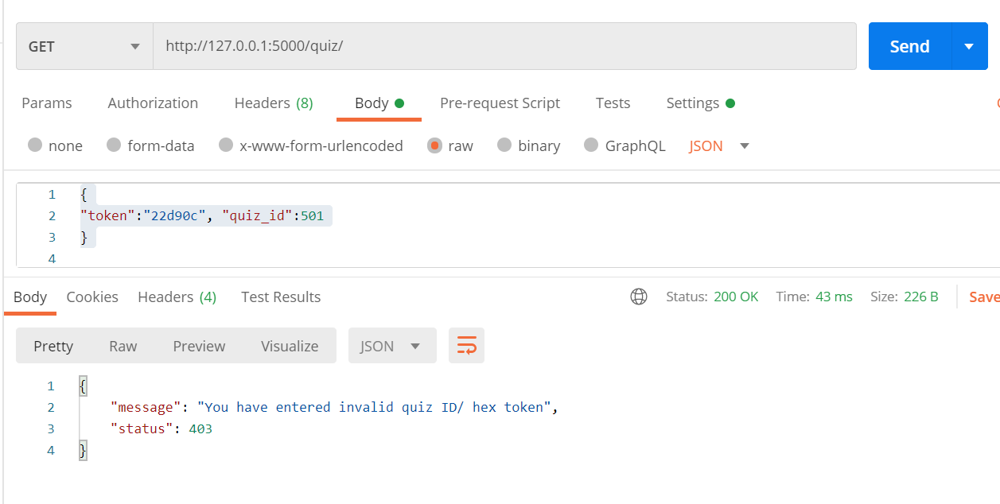 GET http://127.0.0.1:5000/quiz/ Send
Params Authorization Headers (8) Body Pre-request Script Tests Settings
none form-data x-www-form-urlencoded raw binary GraphQL JSON
1 {
2 "token":"22d90c", "quiz_id":501
3 }
4
Body Cookies Headers (4) Test Results Status: 200 OK Time: 43 ms Size: 226 B Save
Pretty Raw Preview Visualize JSON
1 {
2 "message": "You have entered invalid quiz ID/ hex token",
3 "status": 403
4 }